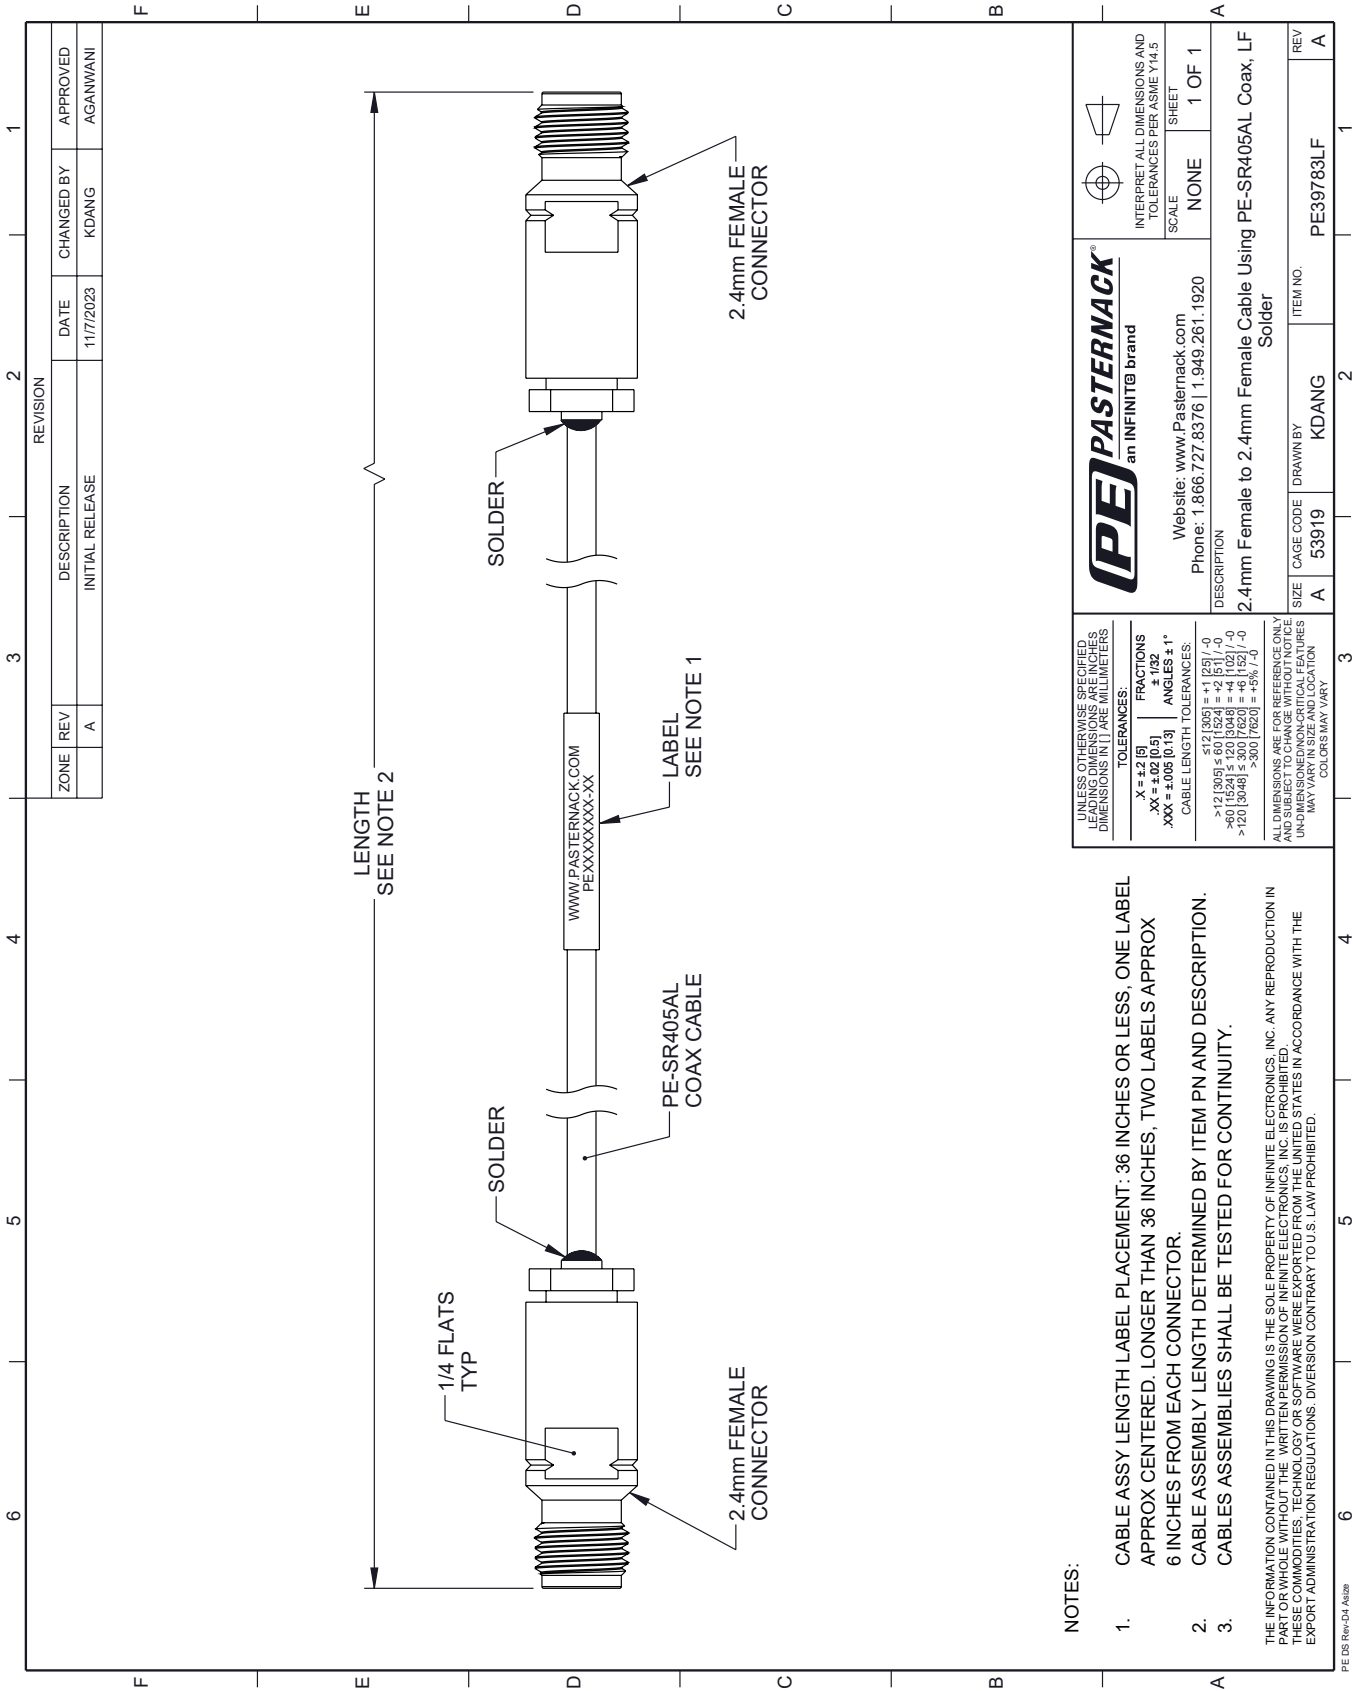 6
5
4
3
2
1
F
E
D
C
B
A
REVISION
ZONE REV DESCRIPTION DATE CHANGED BY APPROVED
A INITIAL RELEASE 11/7/2023 KDANG AGANWANI
LENGTH
SEE NOTE 2
1/4 FLATS
TYP
SOLDER
SOLDER
WWW.PASTERNACK.COM
PEXXXXXXXXX-XX
2.4mm FEMALE
CONNECTOR
PE-SR405AL
COAX CABLE
LABEL
SEE NOTE 1
2.4mm FEMALE
CONNECTOR
NOTES:
1. CABLE ASSY LENGTH LABEL PLACEMENT: 36 INCHES OR LESS, ONE LABEL
APPROX CENTERED. LONGER THAN 36 INCHES, TWO LABELS APPROX
6 INCHES FROM EACH CONNECTOR.
2. CABLE ASSEMBLY LENGTH DETERMINED BY ITEM PN AND DESCRIPTION.
3. CABLES ASSEMBLIES SHALL BE TESTED FOR CONTINUITY.
THE INFORMATION CONTAINED IN THIS DRAWING IS THE SOLE PROPERTY OF INFINITE ELECTRONICS, INC. ANY REPRODUCTION IN
PART OR WHOLE WITHOUT THE WRITTEN PERMISSION OF INFINITE ELECTRONICS, INC. IS PROHIBITED.
THESE COMMODITIES, TECHNOLOGY OR SOFTWARE WERE EXPORTED FROM THE UNITED STATES IN ACCORDANCE WITH THE
EXPORT ADMINISTRATION REGULATIONS. DIVERSION CONTRARY TO U.S. LAW PROHIBITED.
UNLESS OTHERWISE SPECIFIED
LEADING DIMENSIONS ARE INCHES
DIMENSIONS IN [ ] ARE MILLIMETERS
TOLERANCES:
.X = ±.2 [5]
.XX = ±.02 [0.5]
.XXX = ±.005 [0.13]
FRACTIONS
± 1/32
ANGLES ± 1°
CABLE LENGTH TOLERANCES:
≤12 [305] = +1 [25] / -0
>12 [305] ≤ 60 [1524] = +2 [51] / -0
>60 [1524] ≤ 120 [3048] = +4 [102] / -0
>120 [3048] ≤ 300 [7620] = +6 [152] / -0
>300 [7620] = +5% / -0
ALL DIMENSIONS ARE FOR REFERENCE ONLY
AND SUBJECT TO CHANGE WITHOUT NOTICE.
UN-DIMENSIONED/NON-CRITICAL FEATURES
MAY VARY IN SIZE AND LOCATION
COLORS MAY VARY
PE PASTERNACK®
an INFINIT@ brand
Website: www.Pasternack.com
Phone: 1.866.727.8376 | 1.949.261.1920
INTERPRET ALL DIMENSIONS AND
TOLERANCES PER ASME Y14.5
SCALE
NONE
SHEET
1 OF 1
DESCRIPTION
2.4mm Female to 2.4mm Female Cable Using PE-SR405AL Coax, LF
Solder
SIZE
A
CAGE CODE
53919
DRAWN BY
KDANG
ITEM NO.
PE39783LF
REV
A
F
E
D
C
B
A
6
5
4
3
2
1
PE DS Rev-D4 Asize